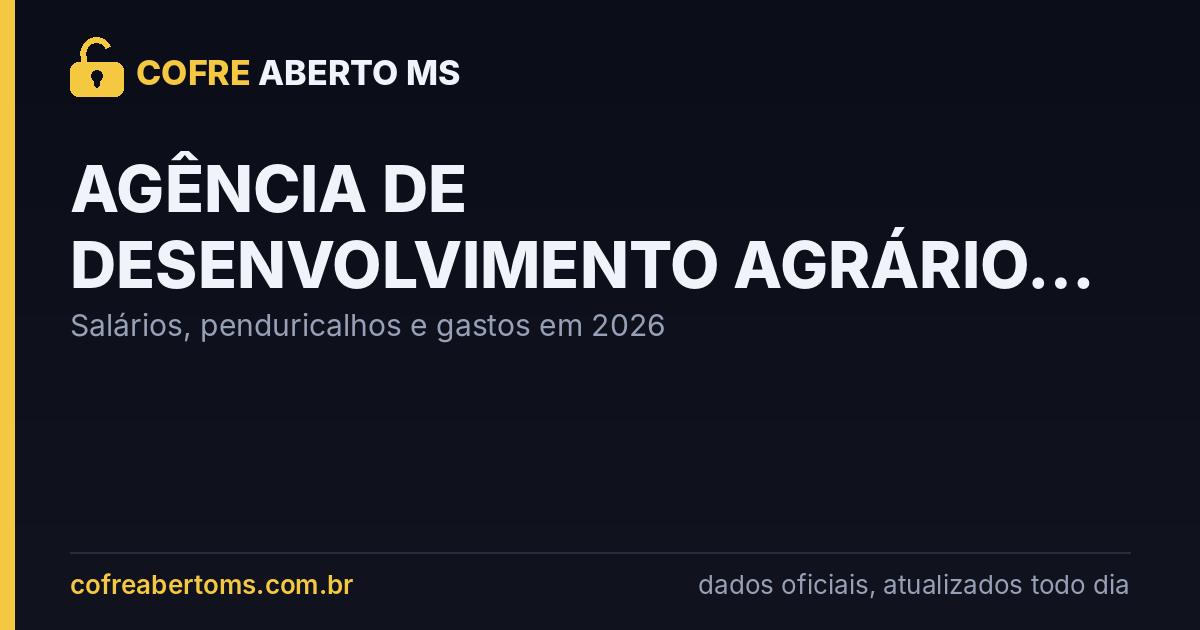 COFRE ABERTO MS
AGÊNCIA DE
DESENVOLVIMENTO AGRÁRIO...
Salários, penduricalhos e gastos em 2026
cofreabertoms.com.br
dados oficiais, atualizados todo dia